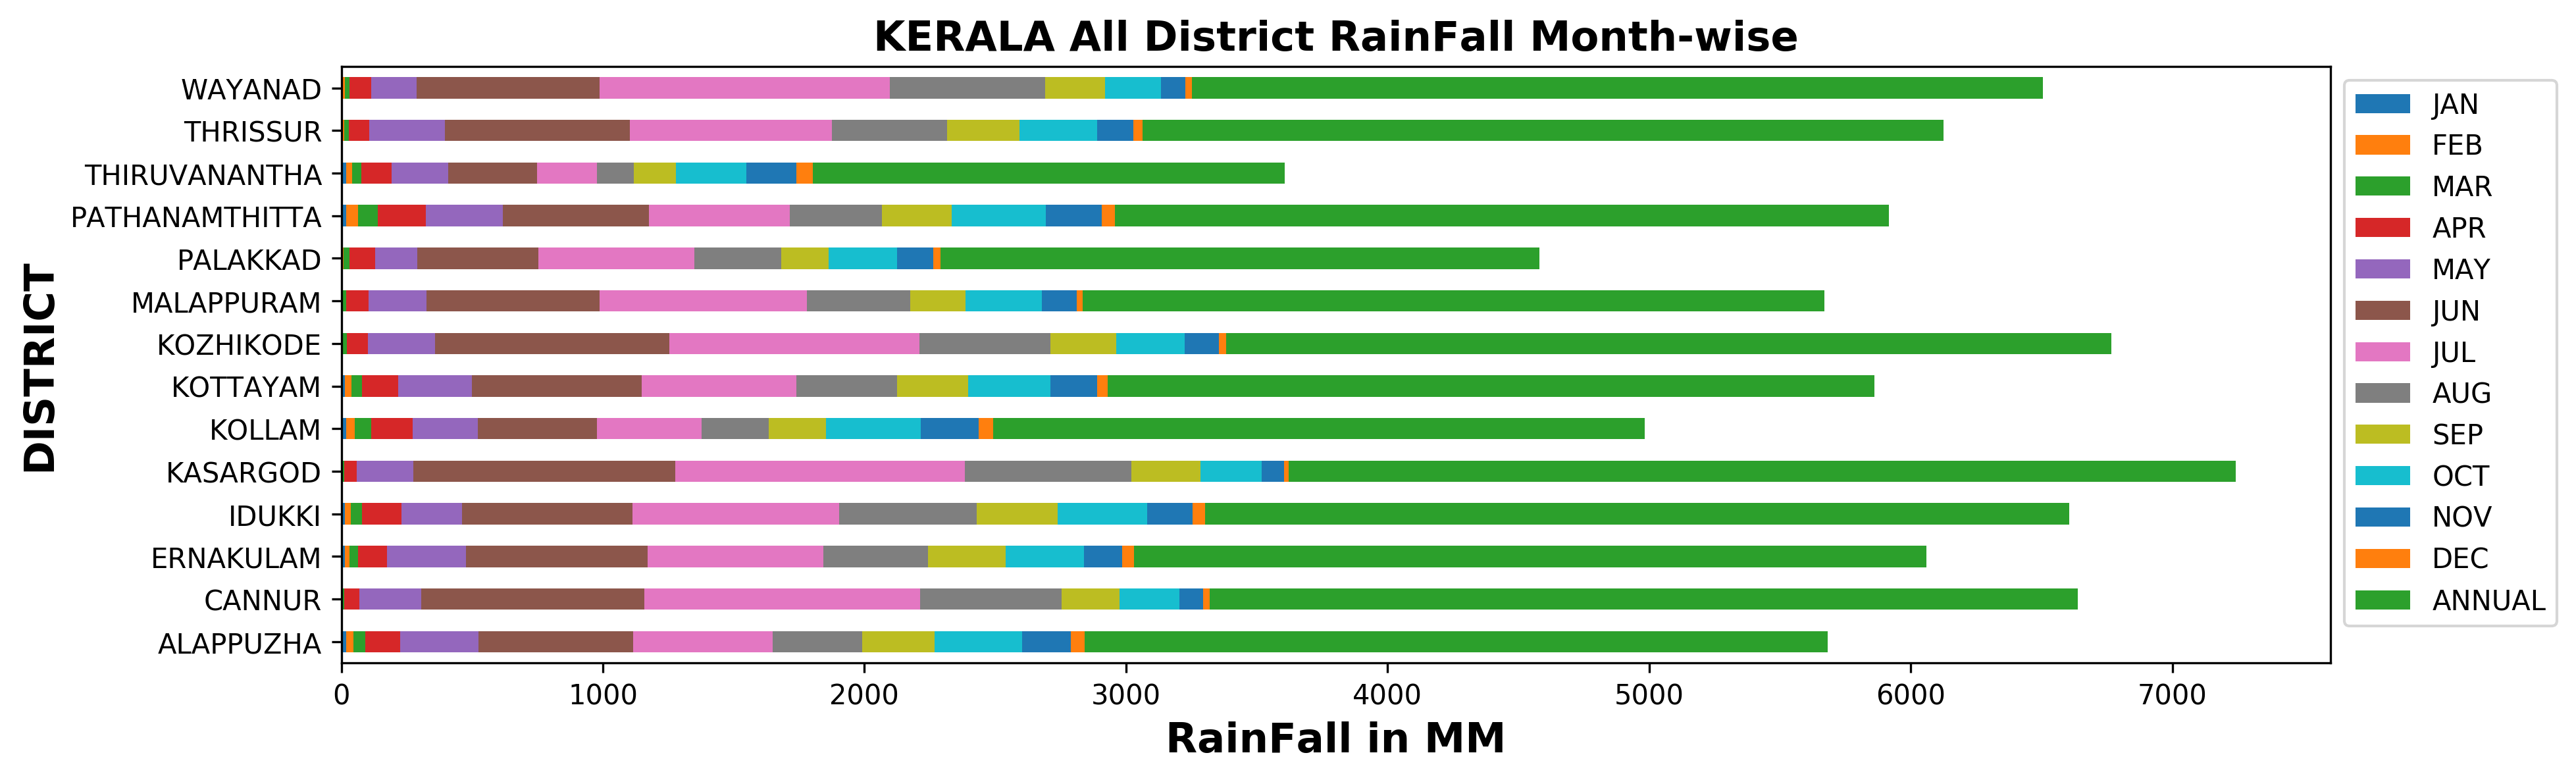 KERALA All District RainFall Month-wise
DISTRICT
WAYANAD
THRISSUR
THIRUVANANTHA
PATHANAMTHITTA
PALAKKAD
MALAPPURAM
KOZHIKODE
KOTTAYAM
KOLLAM
KASARGOD
IDUKKI
ERNAKULAM
CANNUR
ALAPPUZHA
0 1000 2000 3000 4000 5000 6000 7000
RainFall in MM
JAN
FEB
MAR
APR
MAY
JUN
JUL
AUG
SEP
OCT
NOV
DEC
ANNUAL